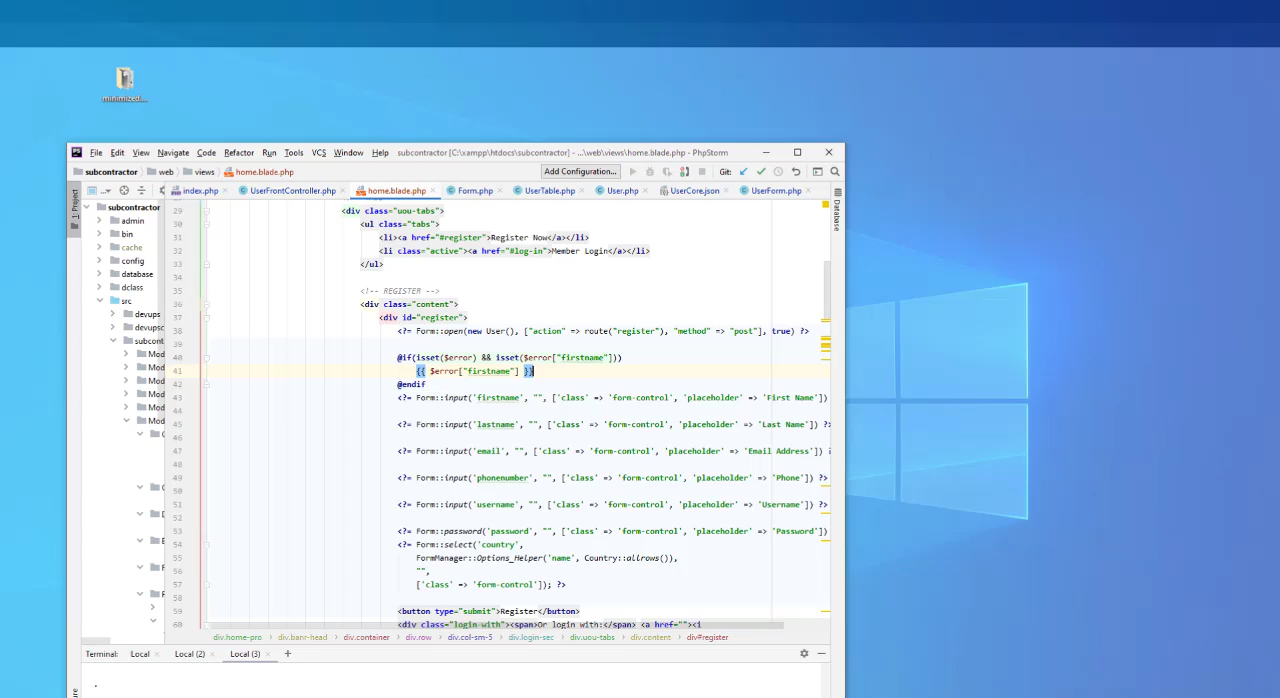 minimized...
File Edit View Navigate Code Refactor Run Tools VCS Window Help subcontractor [C:\xampp\htdocs\subcontractor] - ...\web\views\home.blade.php - PhpStorm
subcontractor web views home.blade.php Add Configuration... Git:
index.php UserFrontController.php home.blade.php Form.php UserTable.php User.php UserCore.json UserForm.php
1: Project
Database
subcontractor
admin
bin
cache
config
database
dclass
src
devups
devupsc
subcont
Mod
Mod
Mod
Mod
Mod
Mod
29 <div class="uou-tabs">
30 <ul class="tabs">
31 <li><a href="#register">Register Now</a></li>
32 <li class="active"><a href="#log-in">Member Login</a></li>
33 </ul>
34
35 <!-- REGISTER -->
36 <div class="content">
37 <div id="register">
38 <?= Form::open(new User(), ["action" => route("register"), "method" => "post"], true) ?>
39
40 @if(isset($error) && isset($error["firstname"]))
41 {{ $error["firstname"] }}
42 @endif
43 <?= Form::input('firstname', "", ['class' => 'form-control', 'placeholder' => 'First Name'])
44
45 <?= Form::input('lastname', "", ['class' => 'form-control', 'placeholder' => 'Last Name']) ?>
46
47 <?= Form::input('email', "", ['class' => 'form-control', 'placeholder' => 'Email Address'])
48
49 <?= Form::input('phonenumber', "", ['class' => 'form-control', 'placeholder' => 'Phone']) ?>
50
51 <?= Form::input('username', "", ['class' => 'form-control', 'placeholder' => 'Username']) ?>
52
53 <?= Form::password('password', "", ['class' => 'form-control', 'placeholder' => 'Password'])
54 <?= Form::select('country',
55 FormManager::Options_Helper('name', Country::allrows()),
56 "",
57 ['class' => 'form-control']); ?>
58
59 <button type="submit">Register</button>
60 <div class="login-with"><span>Or login with:</span> <a href=""><i
div.home-pro div.banr-head div.container div.row div.col-sm-5 div.login-sec div.uou-tabs div.content div#register
Terminal: Local Local (2) Local (3) +